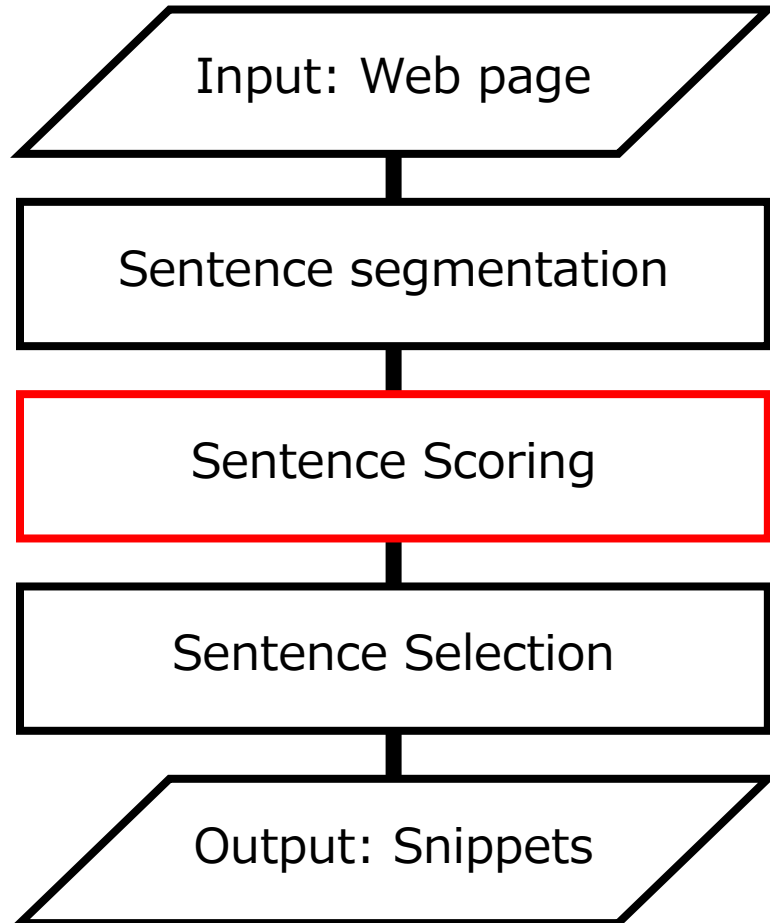 Input: Web page
Sentence segmentation
Sentence Scoring
Sentence Selection
Output: Snippets